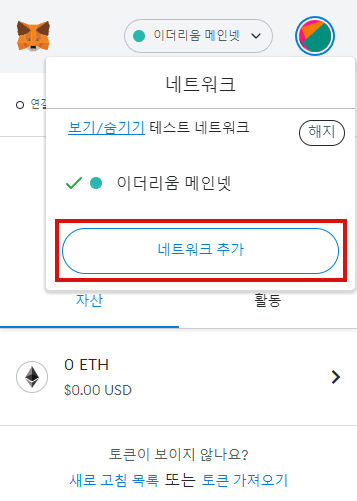 이더리움 메인넷
네트워크
보기/숨기기 테스트 네트워크
해지
이더리움 메인넷
네트워크 추가
자산
활동
0 ETH
$0.00 USD
토큰이 보이지 않나요?
새로 고침 목록 또는 토큰 가져오기